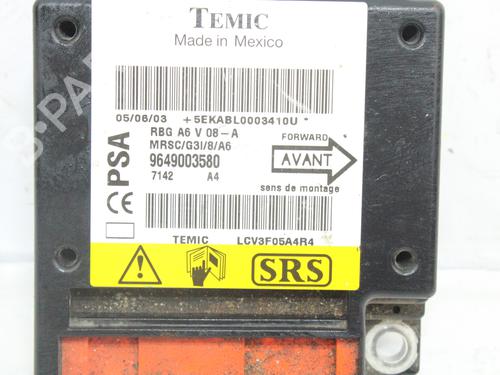 TEMIC
Made in Mexico
05/06/03 +5EKABL0003410U*
RBG A6 V 08-A
MRSC/G3I/8/A6
9649003580
7142 A4
PSA
CE
FORWARD
AVANT
sens de montage
TEMIC LCV3F05A4R4
SRS